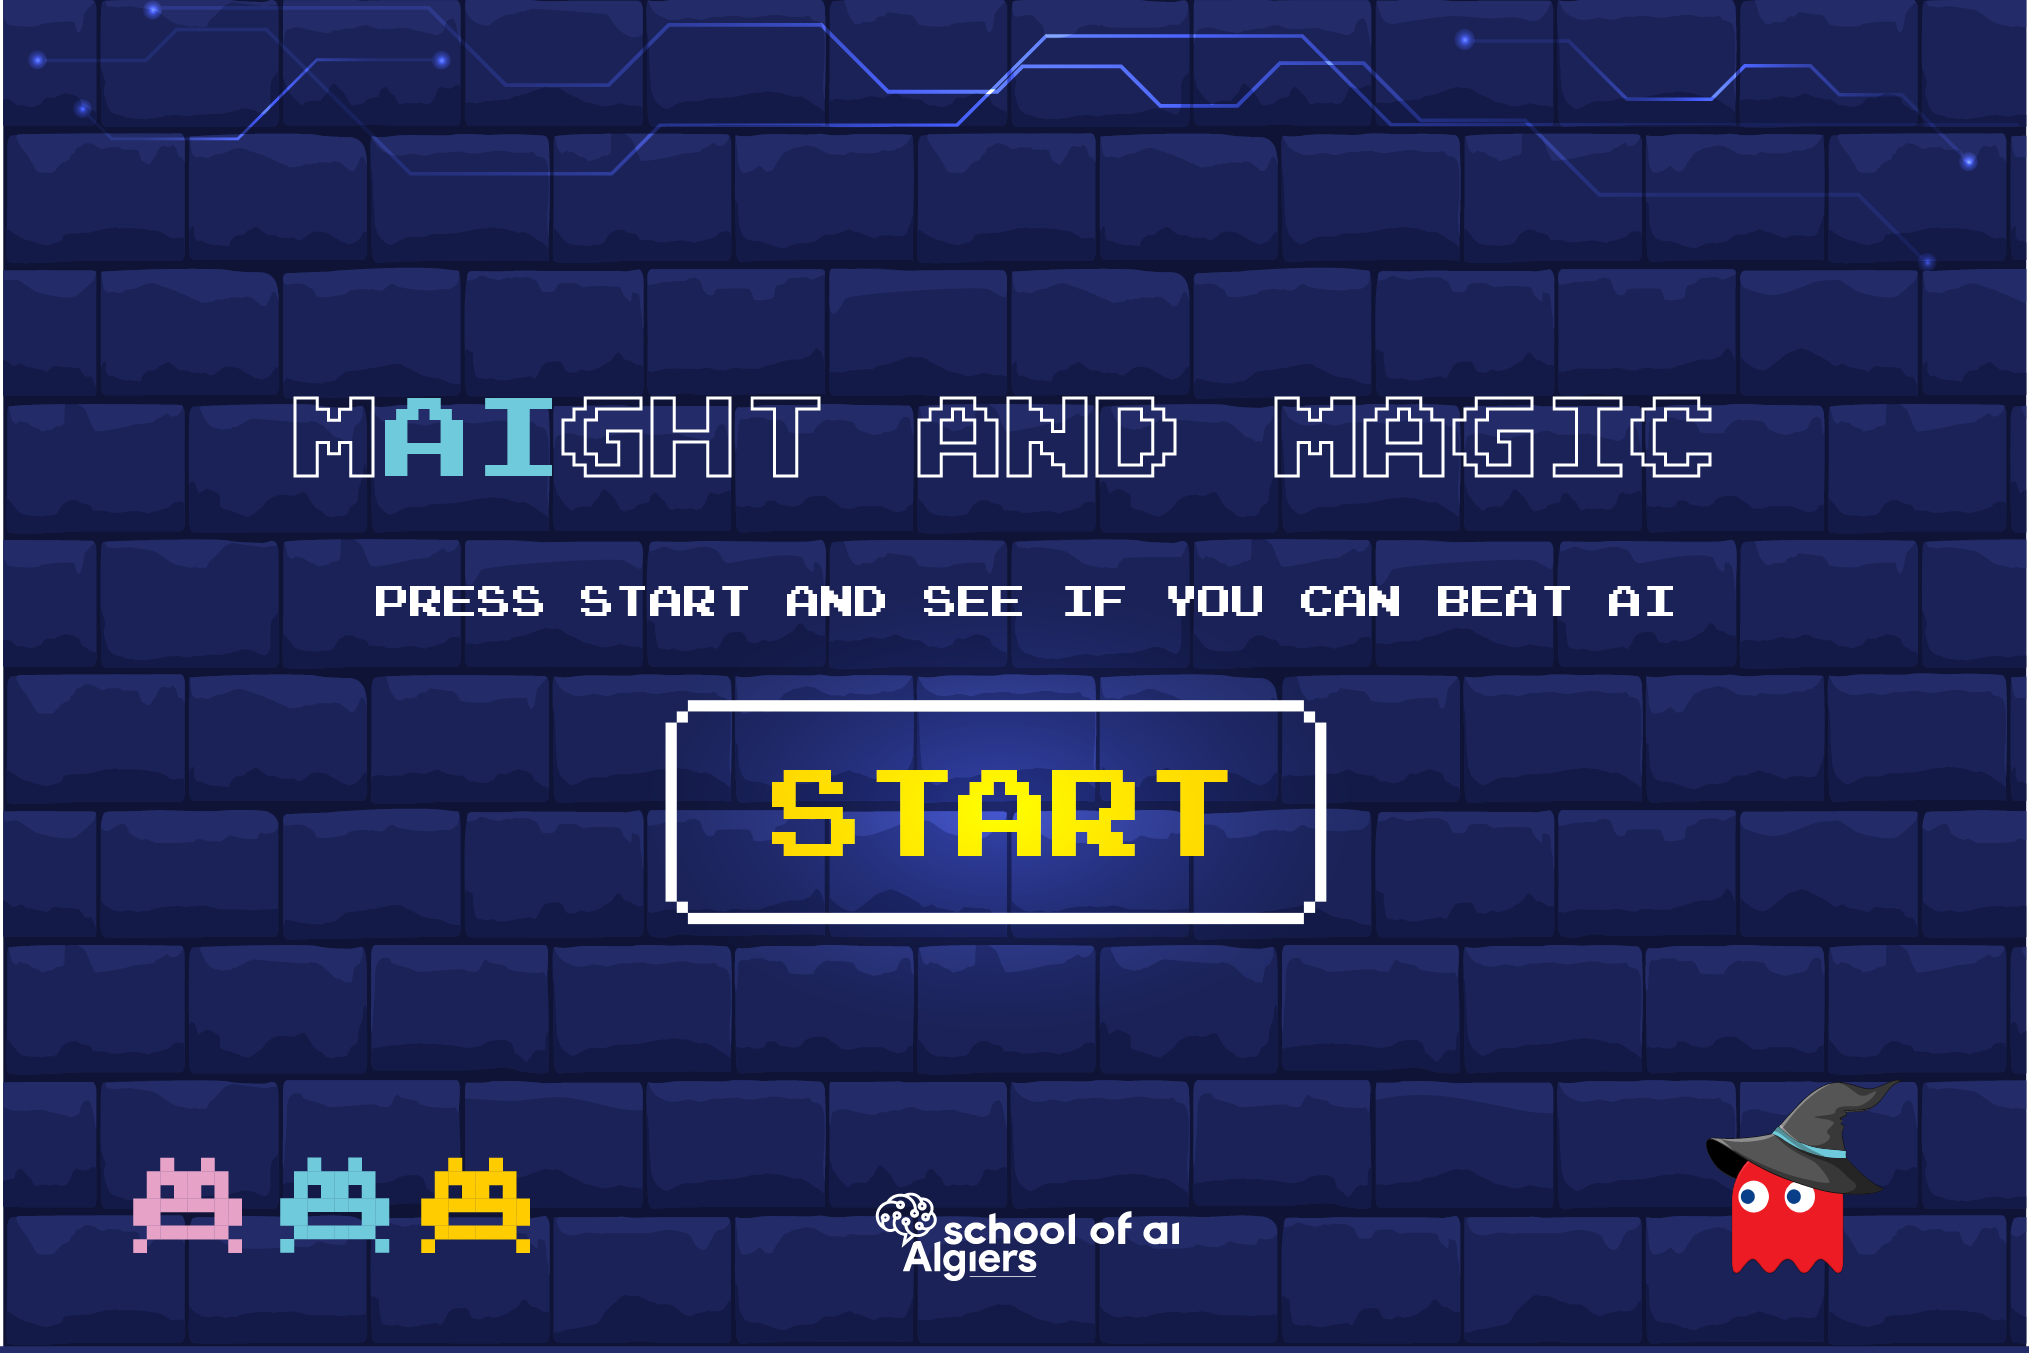 MAIGHT AND MAGIC
PRESS START AND SEE IF YOU CAN BEAT AI
START
school of ai
Algiers